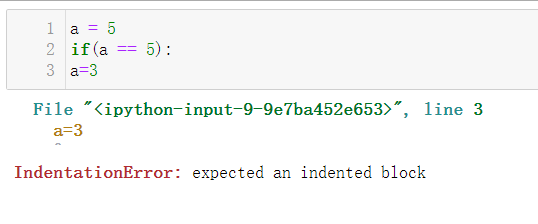 1 a = 5
2 if(a == 5):
3 a=3
File "<ipython-input-9-9e7ba452e653>", line 3
a=3
^
IndentationError: expected an indented block